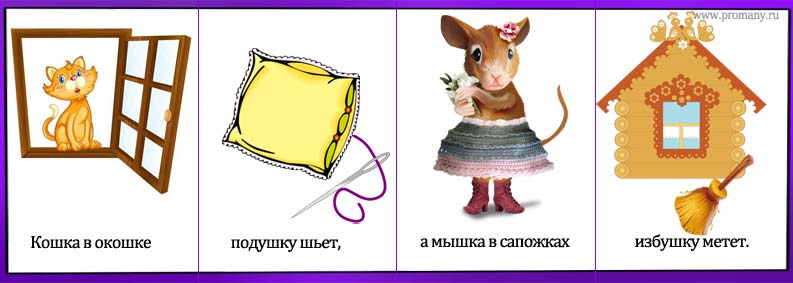 www.promany.ru
Кошка в окошке
подушку шьет,
а мышка в сапожках
избушку метет.